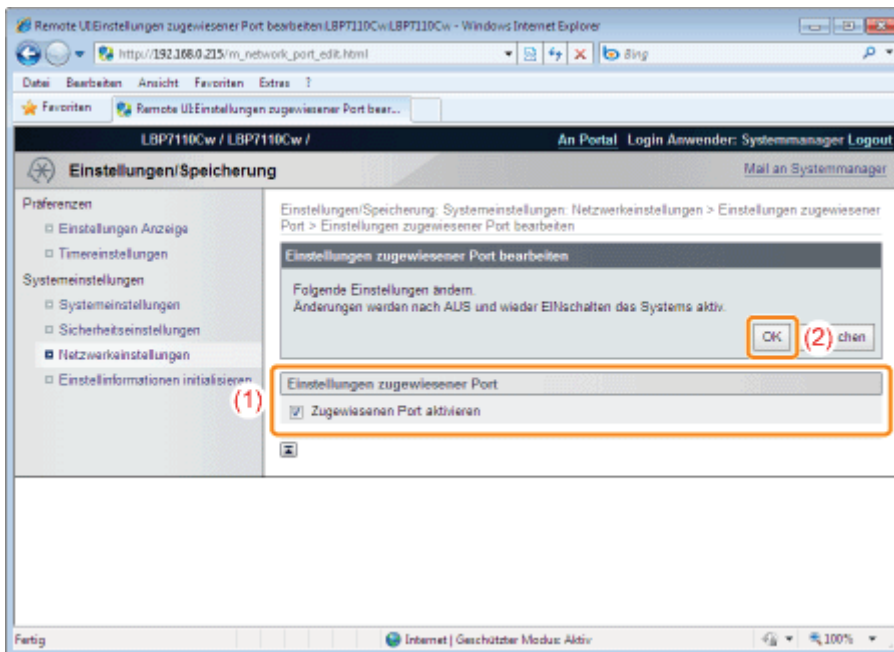 Remote UI:Einstellungen zugewiesener Port bearbeiten:LBP7110Cw:LBP7110Cw - Windows Internet Explorer
http://192.168.0.215/m_network_port_edit.html
Bing
Datei Bearbeiten Ansicht Favoriten Extras ?
Favoriten
Remote UI:Einstellungen zugewiesener Port bear...
LBP7110Cw / LBP7110Cw /
An Portal Login Anwender: Systemmanager Logout
Einstellungen/Speicherung
Mail an Systemmanager
Präferenzen
Einstellungen Anzeige
Timereinstellungen
Systemeinstellungen
Systemeinstellungen
Sicherheitseinstellungen
Netzwerkeinstellungen
Einstellinformationen initialisieren
Einstellungen/Speicherung: Systemeinstellungen: Netzwerkeinstellungen > Einstellungen zugewiesener
Port > Einstellungen zugewiesener Port bearbeiten
Einstellungen zugewiesener Port bearbeiten
Folgende Einstellungen ändern.
Änderungen werden nach AUS und wieder EINschalten des Systems aktiv.
OK (2) chen
(1)
Einstellungen zugewiesener Port
Zugewiesenen Port aktivieren
Fertig
Internet | Geschützter Modus: Aktiv
100%